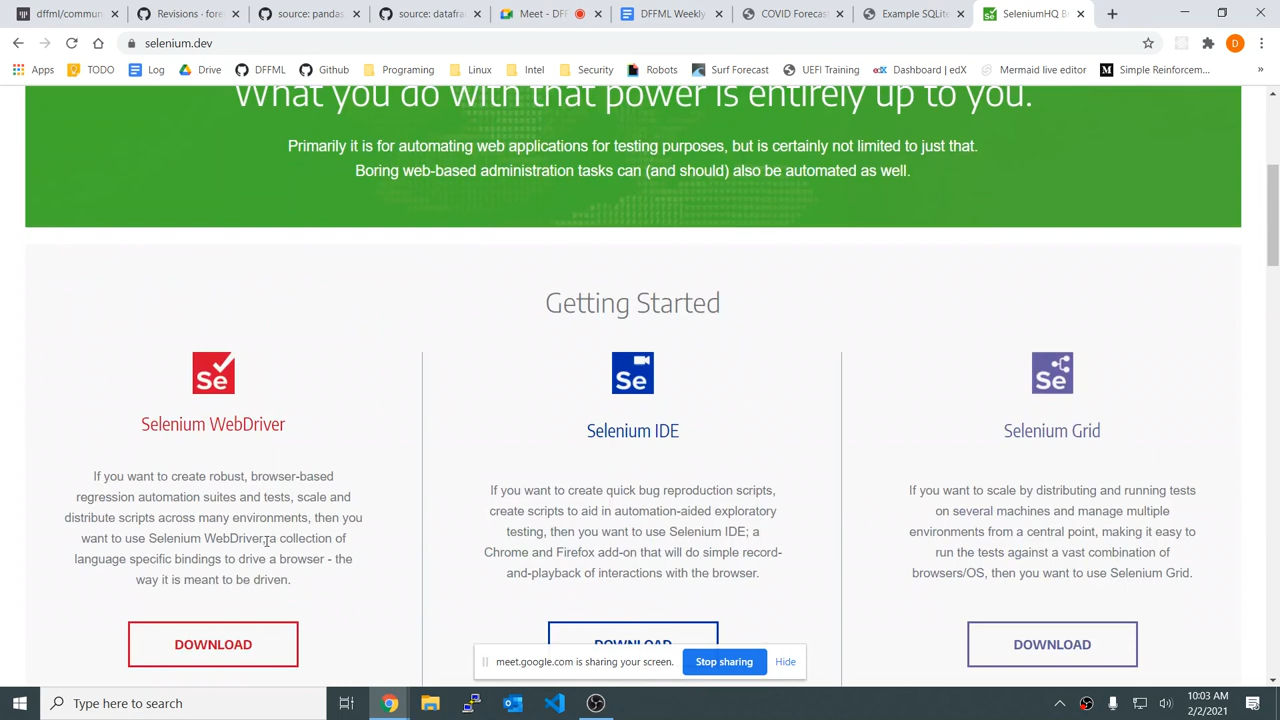 dffml/commun
Revisions · fore
source: pandas
source: datafra
Meet - DFF
DFFML Weekly
COVID Forecas
Example SQLite
SeleniumHQ Br
selenium.dev
D
Apps
TODO
Log
Drive
DFFML
Github
Programing
Linux
Intel
Security
Robots
Surf Forecast
UEFI Training
edX
Dashboard | edX
Mermaid live editor
M
Simple Reinforcem...
»
What you do with that power is entirely up to you.
Primarily it is for automating web applications for testing purposes, but is certainly not limited to just that.
Boring web-based administration tasks can (and should) also be automated as well.
Getting Started
Se
Selenium WebDriver
If you want to create robust, browser-based
regression automation suites and tests, scale and
distribute scripts across many environments, then you
want to use Selenium WebDriver, a collection of
language specific bindings to drive a browser - the
way it is meant to be driven.
DOWNLOAD
Se
Selenium IDE
If you want to create quick bug reproduction scripts,
create scripts to aid in automation-aided exploratory
testing, then you want to use Selenium IDE; a
Chrome and Firefox add-on that will do simple record-
and-playback of interactions with the browser.
DOWNLOAD
Se
Selenium Grid
If you want to scale by distributing and running tests
on several machines and manage multiple
environments from a central point, making it easy to
run the tests against a vast combination of
browsers/OS, then you want to use Selenium Grid.
DOWNLOAD
meet.google.com is sharing your screen.
Stop sharing
Hide
Type here to search
10:03 AM
2/2/2021